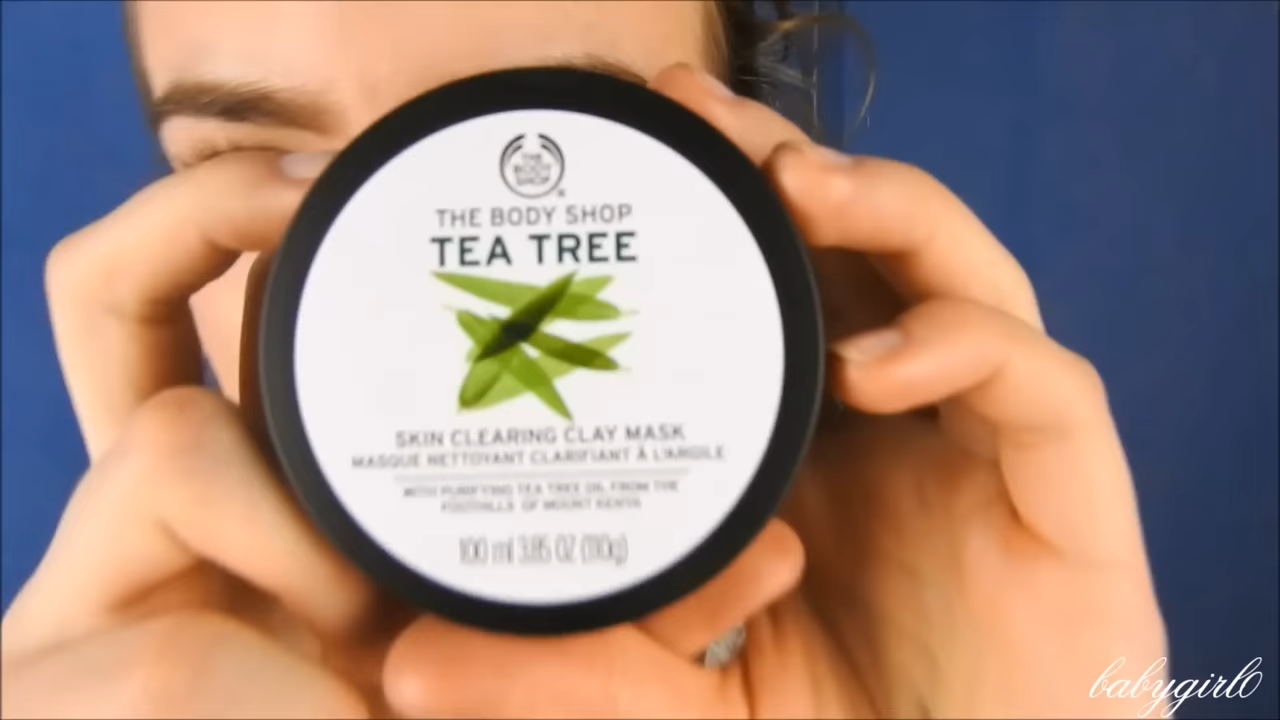 THE
BODY
SHOP
THE BODY SHOP
TEA TREE
SKIN CLEARING CLAY MASK
MASQUE NETTOYANT CLARIFIANT À L'ARGILE
WITH PURIFYING TEA TREE OIL FROM THE
FOOTHILLS OF MOUNT KENYA
100 ml 3.85 OZ (110g)
babygirl0